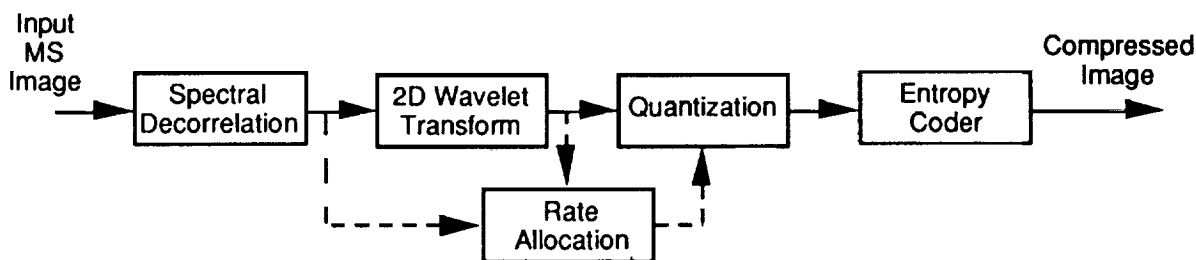 Input
MS
Image
Spectral
Decorrelation
2D Wavelet
Transform
Quantization
Entropy
Coder
Compressed
Image
Rate
Allocation